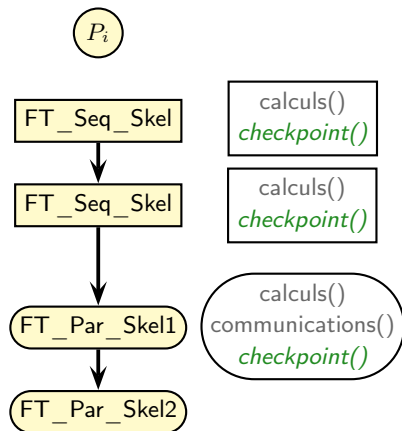 P_i
FT_Seq_Skel
calculs()
checkpoint()
FT_Seq_Skel
calculs()
checkpoint()
FT_Par_Skel1
calculs()
communications()
checkpoint()
FT_Par_Skel2